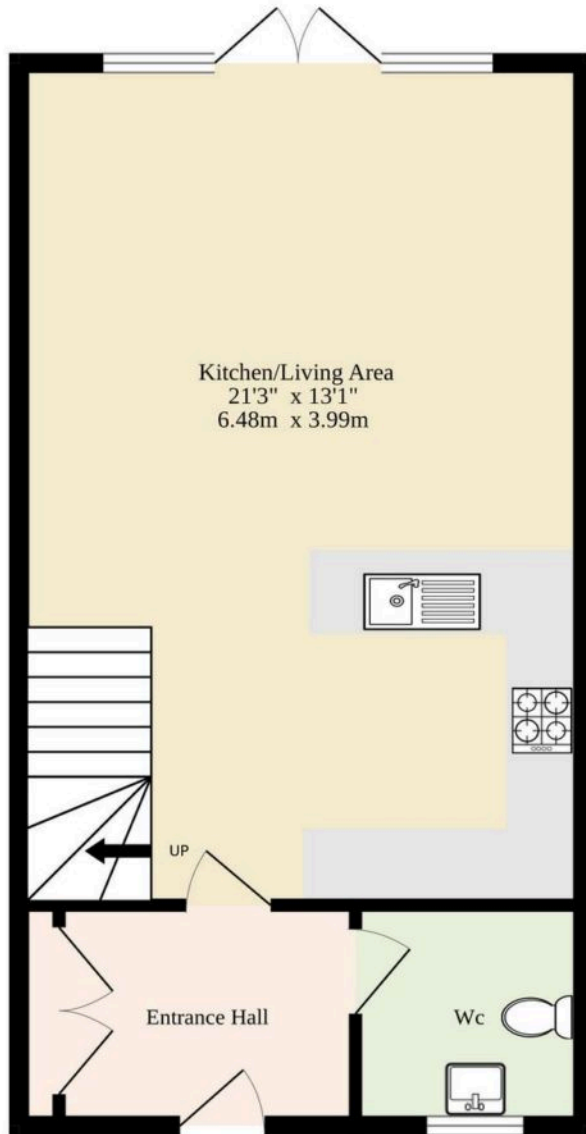 Kitchen/Living Area
21'3" x 13'1"
6.48m x 3.99m
UP
Entrance Hall
Wc